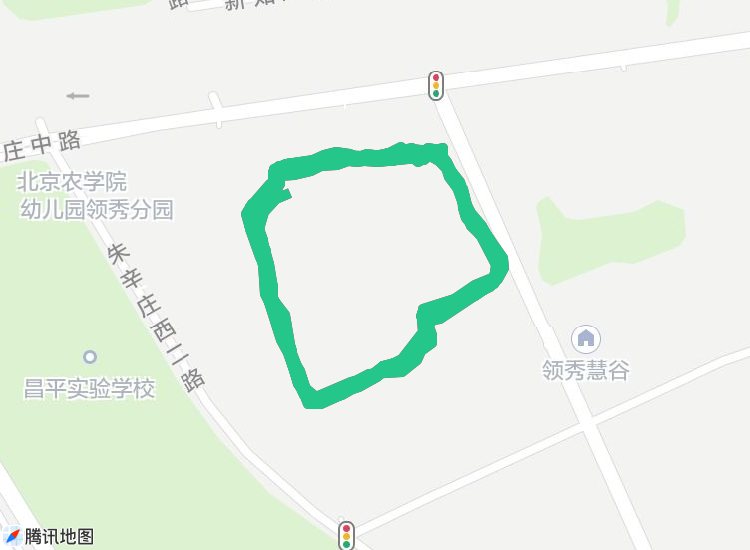 路
新
庄中路
北京农学院
幼儿园领秀分园
朱辛庄西二路
昌平实验学校
领秀慧谷
腾讯地图